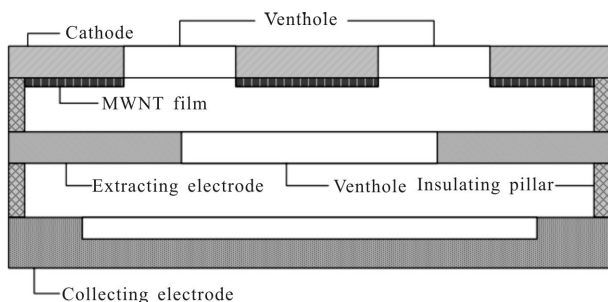 Venthole
Cathode
MWNT film
Extracting electrode
Venthole
Insulating pillar
Collecting electrode